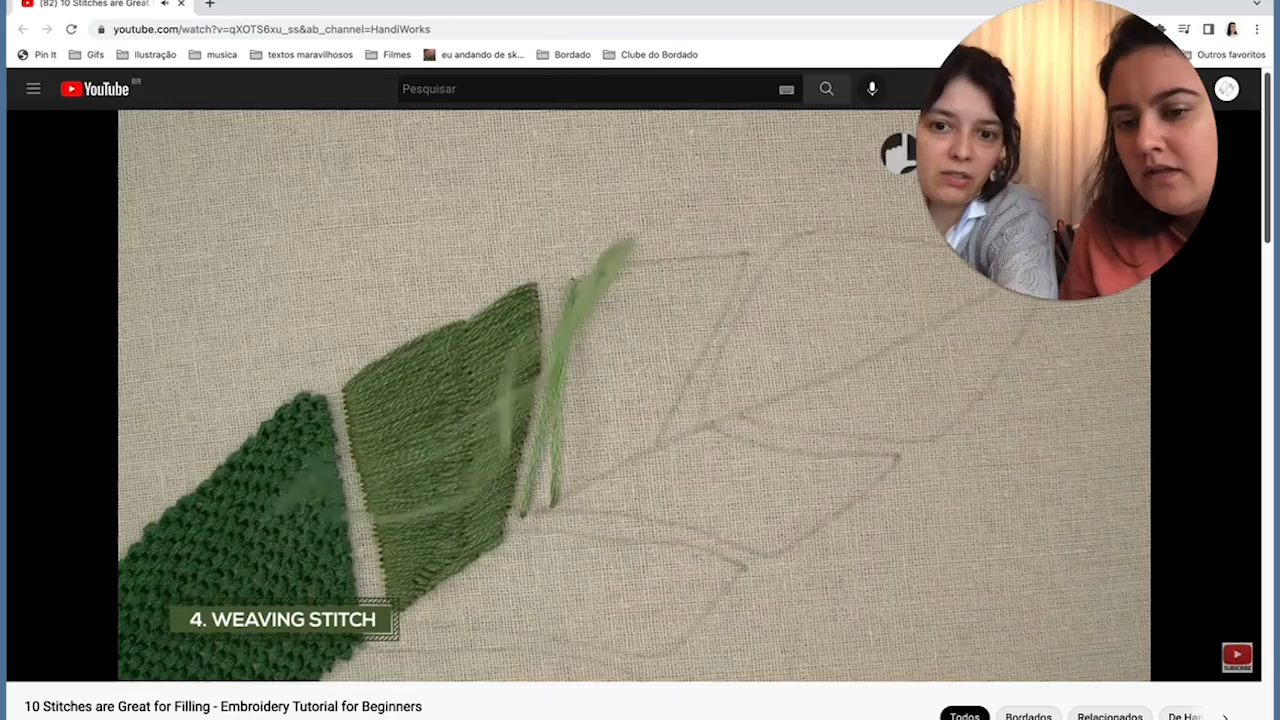 (82) 10 Stitches are Great
youtube.com/watch?v=qXOTS6xu_ss&ab_channel=HandiWorks
Pin It Gifs Ilustração musica textos maravilhosos Filmes eu andando de sk... Bordado Clube do Bordado Outros favoritos
YouTube BR Pesquisar
4. WEAVING STITCH
SUBSCRIBE
10 Stitches are Great for Filling - Embroidery Tutorial for Beginners
Todos Bordados Relacionados De Han